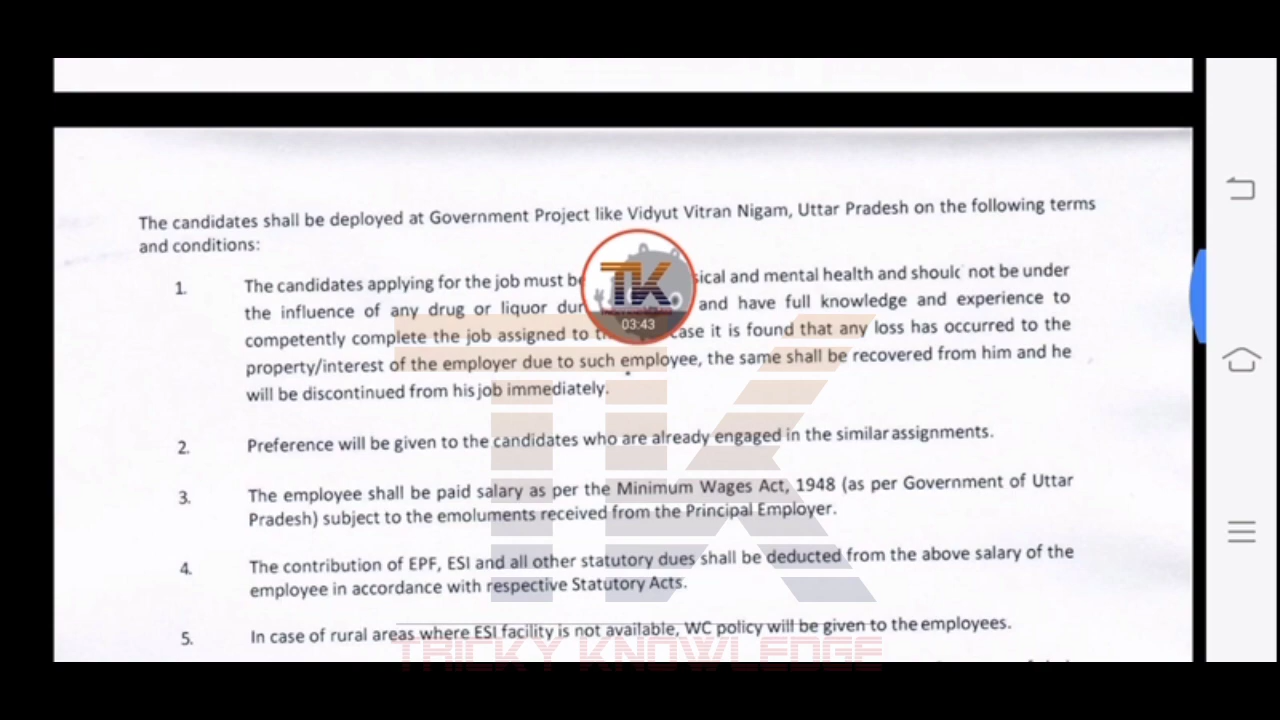 The candidates shall be deployed at Government Project like Vidyut Vitran Nigam, Uttar Pradesh on the following terms
and conditions:
1. The candidates applying for the job must be and mental health and should not be under
the influence of any drug or liquor and have full knowledge and experience to
competently complete the job assigned to case it is found that any loss has occurred to the
property/interest of the employer due to such employee, the same shall be recovered from him and he
will be discontinued from his job immediately.
TK
03:43
2. Preference will be given to the candidates who are already engaged in the similar assignments.
3. The employee shall be paid salary as per the Minimum Wages Act, 1948 (as per Government of Uttar
Pradesh) subject to the emoluments received from the Principal Employer.
4. The contribution of EPF, ESI and all other statutory dues shall be deducted from the above salary of the
employee in accordance with respective Statutory Acts.
5. In case of rural areas where ESI facility is not available, WC policy will be given to the employees.
TK
TRICKY KNOWLEDGE